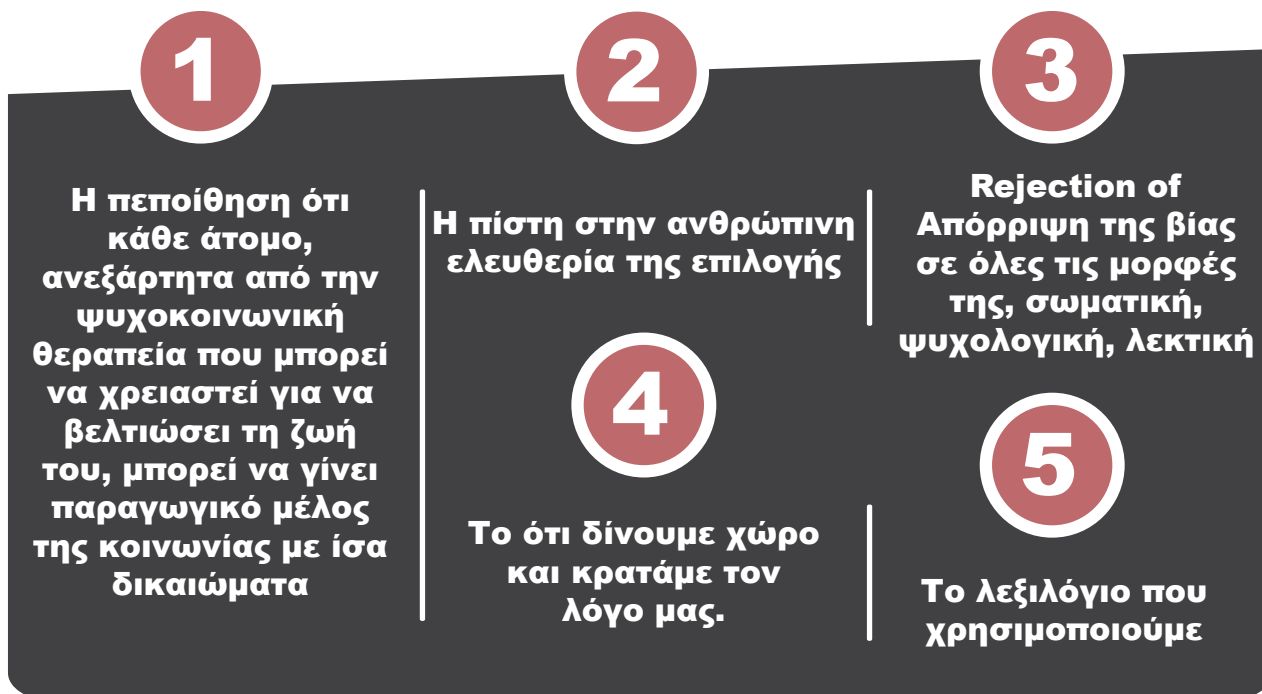 1
Η πεποίθηση ότι
κάθε άτομο,
ανεξάρτητα από την
ψυχοκοινωνική
θεραπεία που μπορεί
να χρειαστεί για να
βελτιώσει τη ζωή
του, μπορεί να γίνει
παραγωγικό μέλος
της κοινωνίας με ίσα
δικαιώματα
2
Η πίστη στην ανθρώπινη
ελευθερία της επιλογής
3
Rejection of
Απόρριψη της βίας
σε όλες τις μορφές
της, σωματική,
ψυχολογική, λεκτική
4
Το ότι δίνουμε χώρο
και κρατάμε τον
λόγο μας.
5
Το λεξιλόγιο που
χρησιμοποιούμε